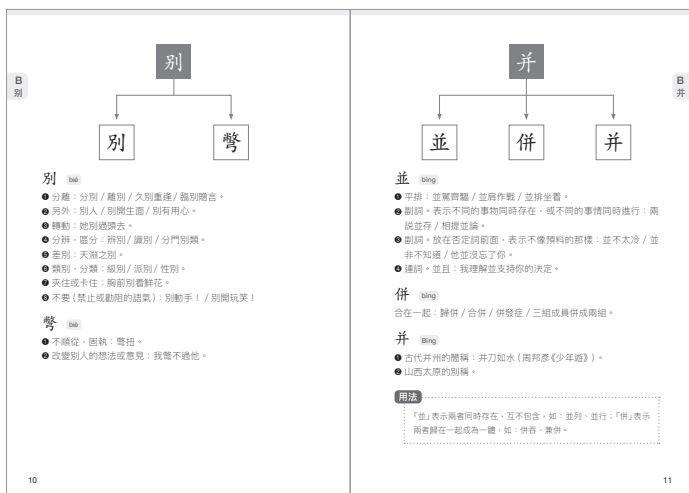 B
别
别
別
彆
別 bié
❶ 分離：分別 / 離別 / 久別重逢 / 臨別贈言。
❷ 另外：別人 / 別開生面 / 別有用心。
❸ 轉動：她別過頭去。
❹ 分辨，區分：辨別 / 識別 / 分門別類。
❺ 差別：天淵之別。
❻ 類別，分類：級別 / 派別 / 性別。
❼ 夾住或卡住：胸前別着鮮花。
❽ 不要（禁止或勸阻的語氣）：別動手！ / 別開玩笑！
彆 biè
❶ 不順從，固執：彆扭。
❷ 改變別人的想法或意見：我彆不過他。
10
B
并
并
並
併
并
並 bìng
❶ 平排：並駕齊驅 / 並肩作戰 / 並排坐着。
❷ 副詞。表示不同的事物同時存在，或不同的事情同時進行：兩
説並存 / 相提並論。
❸ 副詞。放在否定詞前面，表示不像預料的那樣：並不太冷 / 並
非不知道 / 他並沒忘了你。
❹ 連詞。並且：我理解並支持你的決定。
併 bìng
合在一起：歸併 / 合併 / 併發症 / 三組成員併成兩組。
并 Bīng
❶ 古代并州的簡稱：并刀如水（周邦彥《少年遊》）。
❷ 山西太原的別稱。
用法
「並」表示兩者同時存在，互不包含，如：並列、並行；「併」表示
兩者歸在一起成為一體，如：併吞、兼併。
11